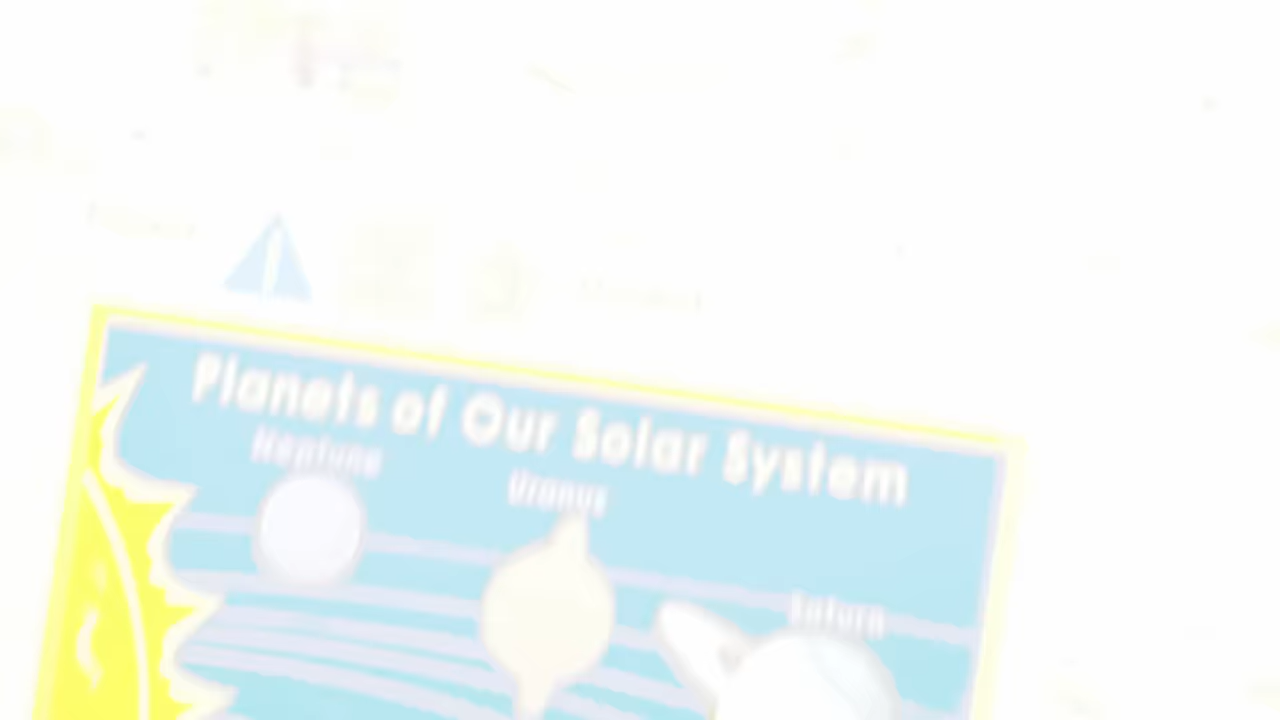 Planets of Our Solar System
Neptune
Uranus
Saturn